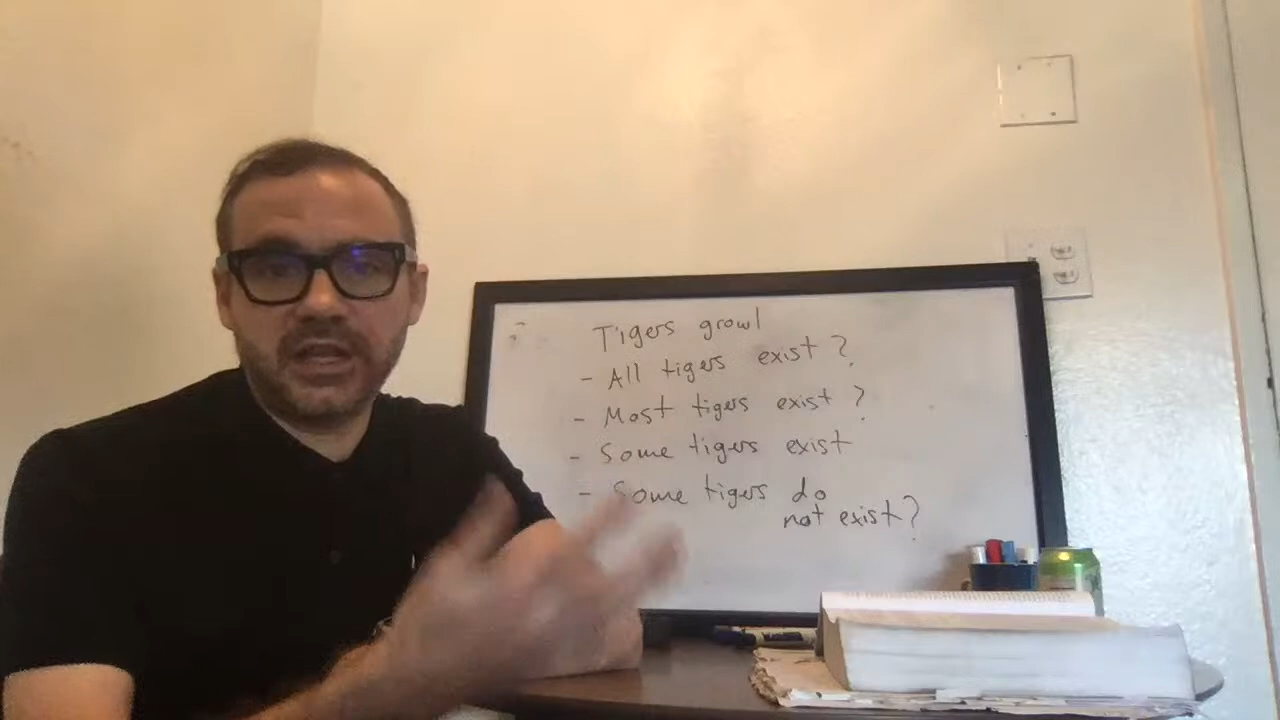 Tigers growl
- All tigers exist?
- Most tigers exist?
- Some tigers exist
- Some tigers do
not exist?